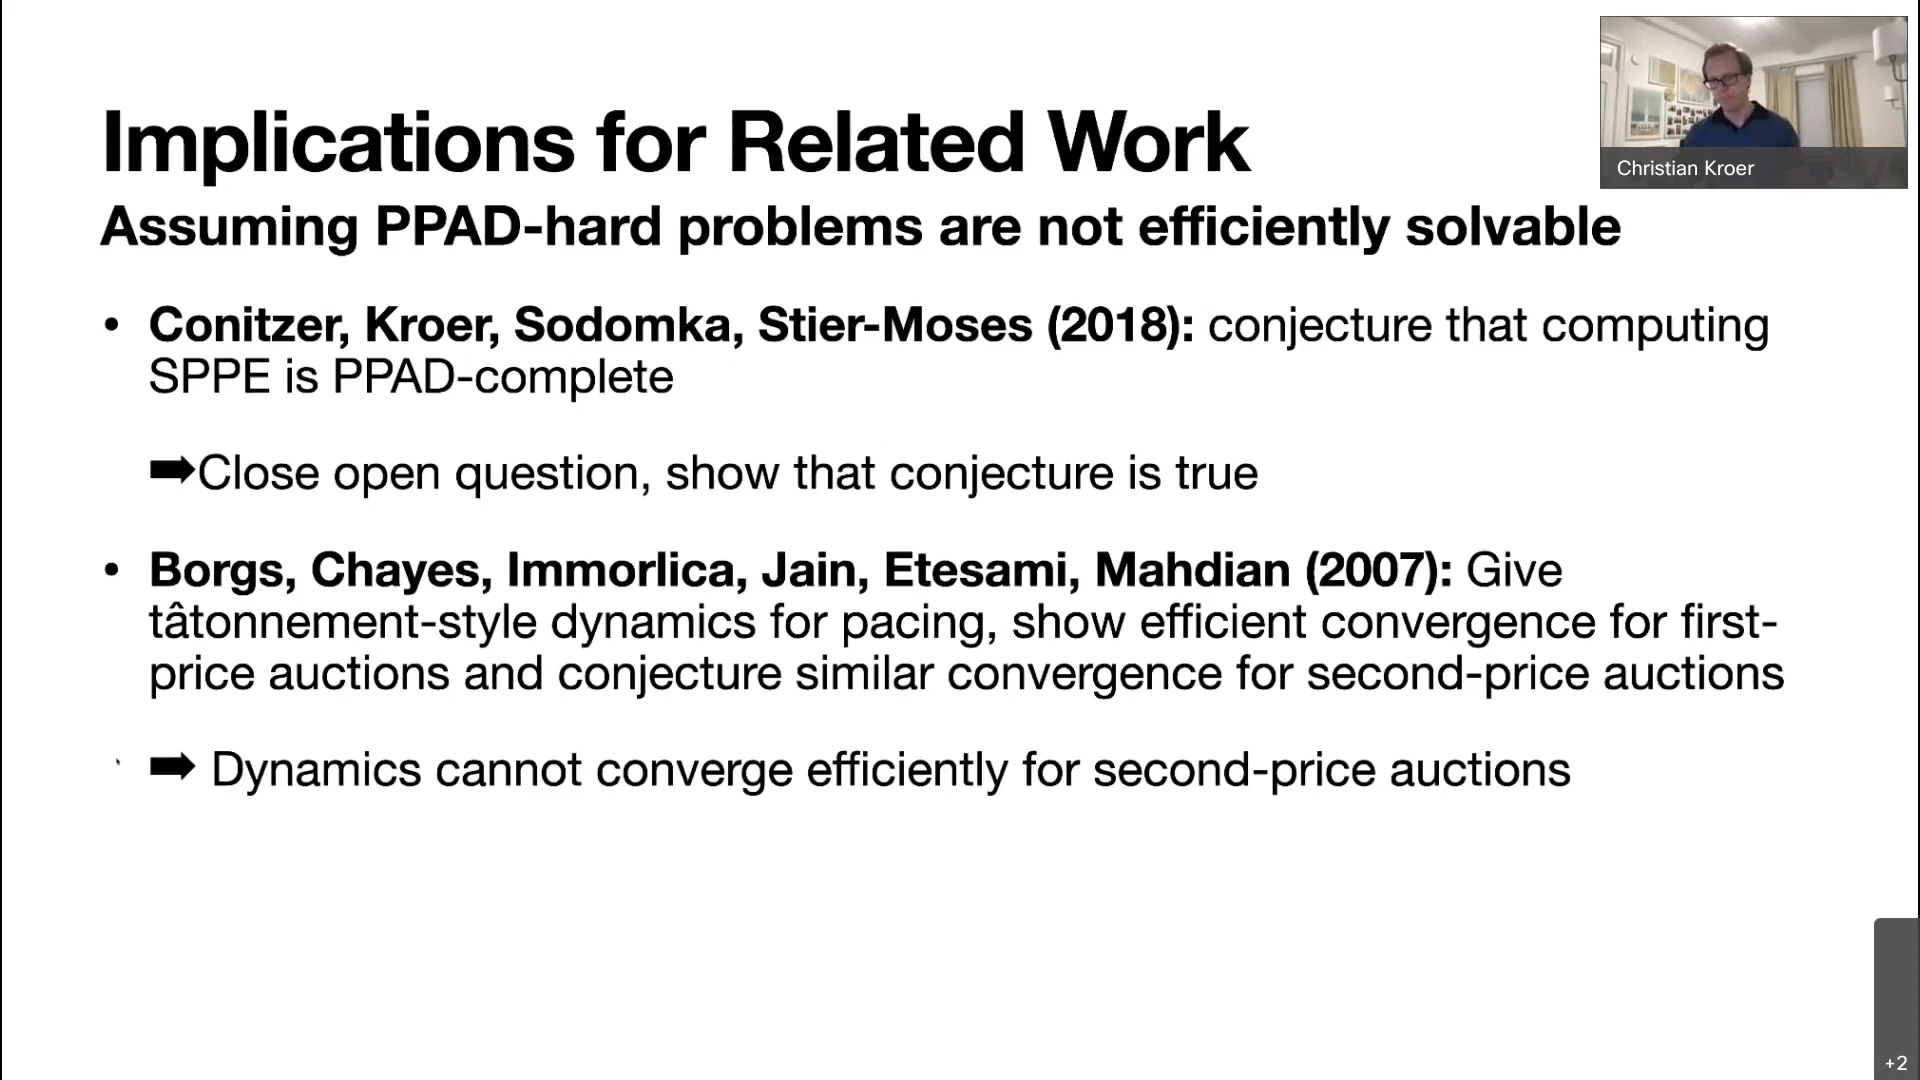 Christian Kroer
Implications for Related Work
Assuming PPAD-hard problems are not efficiently solvable
• Conitzer, Kroer, Sodomka, Stier-Moses (2018): conjecture that computing
SPPE is PPAD-complete
➡Close open question, show that conjecture is true
• Borgs, Chayes, Immorlica, Jain, Etesami, Mahdian (2007): Give
tâtonnement-style dynamics for pacing, show efficient convergence for first-
price auctions and conjecture similar convergence for second-price auctions
➡ Dynamics cannot converge efficiently for second-price auctions
+2